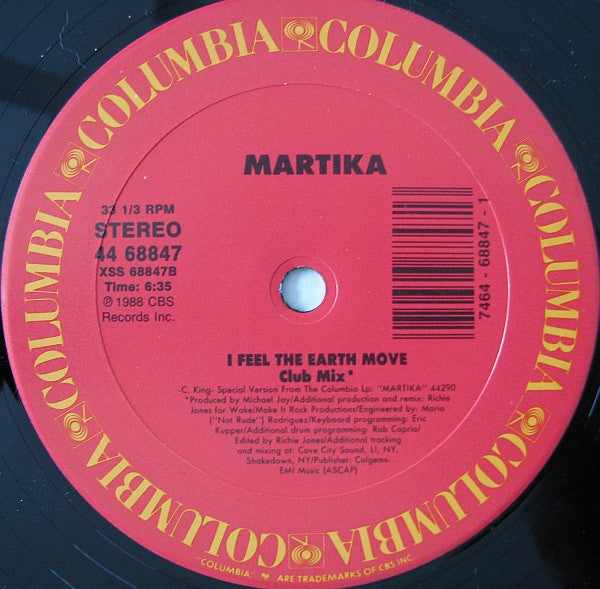 COLUMBIA COLUMBIA COLUMBIA COLUMBIA COLUMBIA COLUMBIA COLUMBIA COLUMBIA
MARTIKA
33 1/3 RPM
STEREO
44 68847
XSS 68847B
Time: 6:35
℗ 1988 CBS
Records Inc.
7464 - 68847 - 1
I FEEL THE EARTH MOVE
Club Mix*
-C. King- Special Version From The Columbia Lp: "MARTIKA" 44290
*Produced by Michael Jay/Additional production and remix: Richie
Jones for Wake/Make It Rock Productions/Engineered by: Mario
("Not Rude") Rodriguez/Keyboard programming: Eric
Kupper/Additional drum programming: Rob Caprio/
Edited by Richie Jones/Additional tracking
and mixing at: Cove City Sound, LI, NY,
Shakedown, NY/Publisher: Colgems-
EMI Music (ASCAP)
"COLUMBIA," ARE TRADEMARKS OF CBS INC.